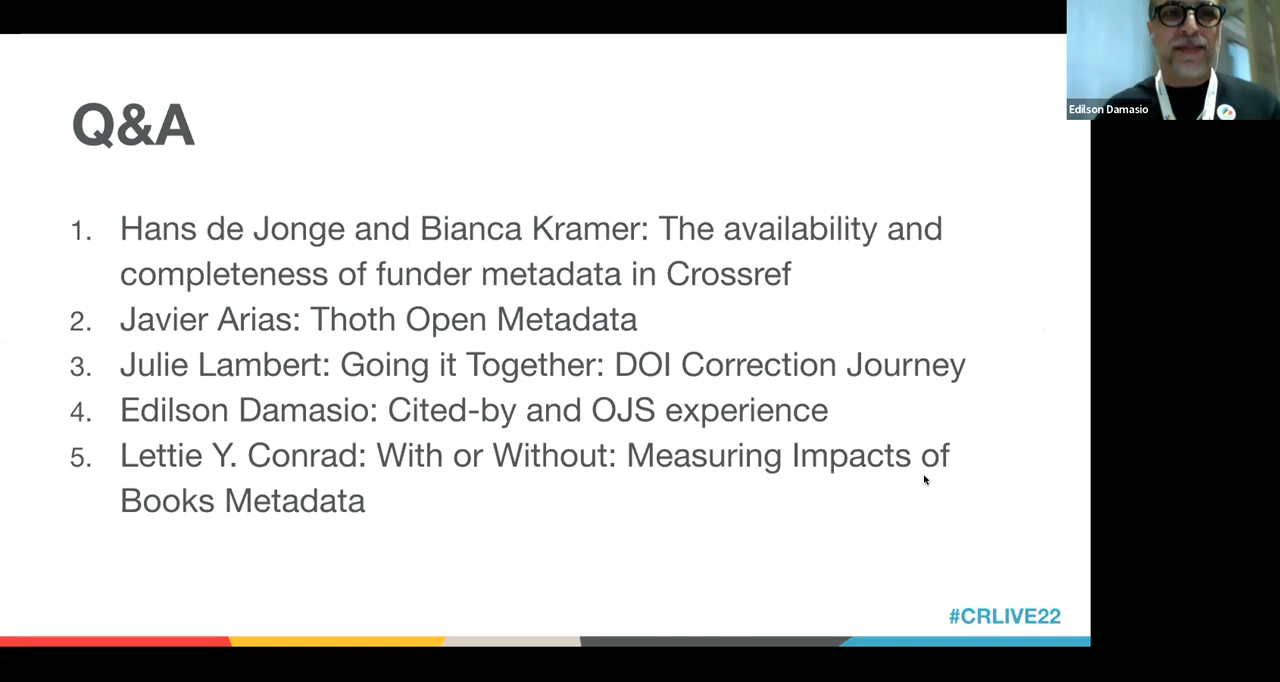 Edilson Damasio
Q&A
1. Hans de Jonge and Bianca Kramer: The availability and
completeness of funder metadata in Crossref
2. Javier Arias: Thoth Open Metadata
3. Julie Lambert: Going it Together: DOI Correction Journey
4. Edilson Damasio: Cited-by and OJS experience
5. Lettie Y. Conrad: With or Without: Measuring Impacts of
Books Metadata
#CRLIVE22